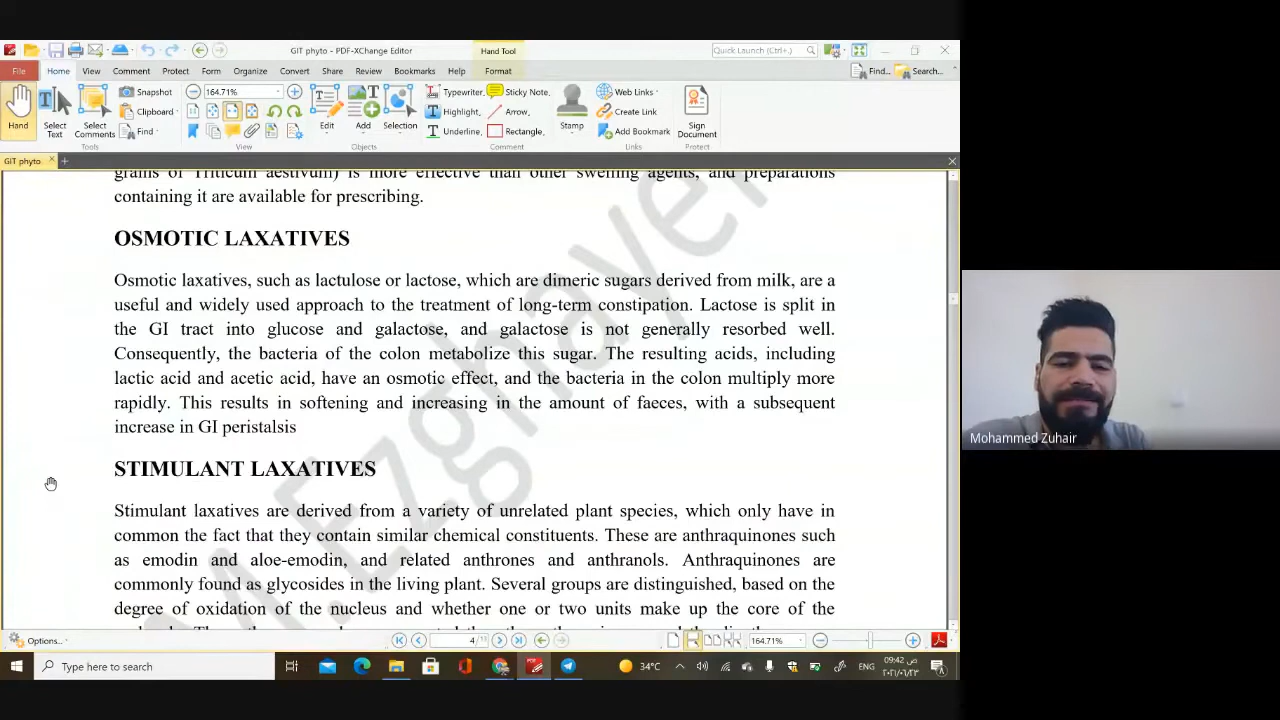 GIT phyto - PDF-XChange Editor
Hand Tool
Quick Launch (Ctrl+.)
File Home View Comment Protect Form Organize Convert Share Review Bookmarks Help Format Find... Search...
Hand
Select Text
Select Comments
Snapshot
Clipboard
Find
Tools
164.71%
View
Edit
Add
Selection
Objects
Typewriter
Highlight
Underline
Sticky Note
Arrow
Rectangle
Comment
Stamp
Web Links
Create Link
Add Bookmark
Links
Sign Document
Protect
GIT phyto
grams of Triticum aestivum) is more effective than other swelling agents, and preparations
containing it are available for prescribing.
OSMOTIC LAXATIVES
Osmotic laxatives, such as lactulose or lactose, which are dimeric sugars derived from milk, are a
useful and widely used approach to the treatment of long-term constipation. Lactose is split in
the GI tract into glucose and galactose, and galactose is not generally resorbed well.
Consequently, the bacteria of the colon metabolize this sugar. The resulting acids, including
lactic acid and acetic acid, have an osmotic effect, and the bacteria in the colon multiply more
rapidly. This results in softening and increasing in the amount of faeces, with a subsequent
increase in GI peristalsis
STIMULANT LAXATIVES
Stimulant laxatives are derived from a variety of unrelated plant species, which only have in
common the fact that they contain similar chemical constituents. These are anthraquinones such
as emodin and aloe-emodin, and related anthrones and anthranols. Anthraquinones are
commonly found as glycosides in the living plant. Several groups are distinguished, based on the
degree of oxidation of the nucleus and whether one or two units make up the core of the
M.Ezghayer
Mohammed Zuhair
Options...
4 / 13
164.71%
Type here to search
34°C
ENG
09:42 ص